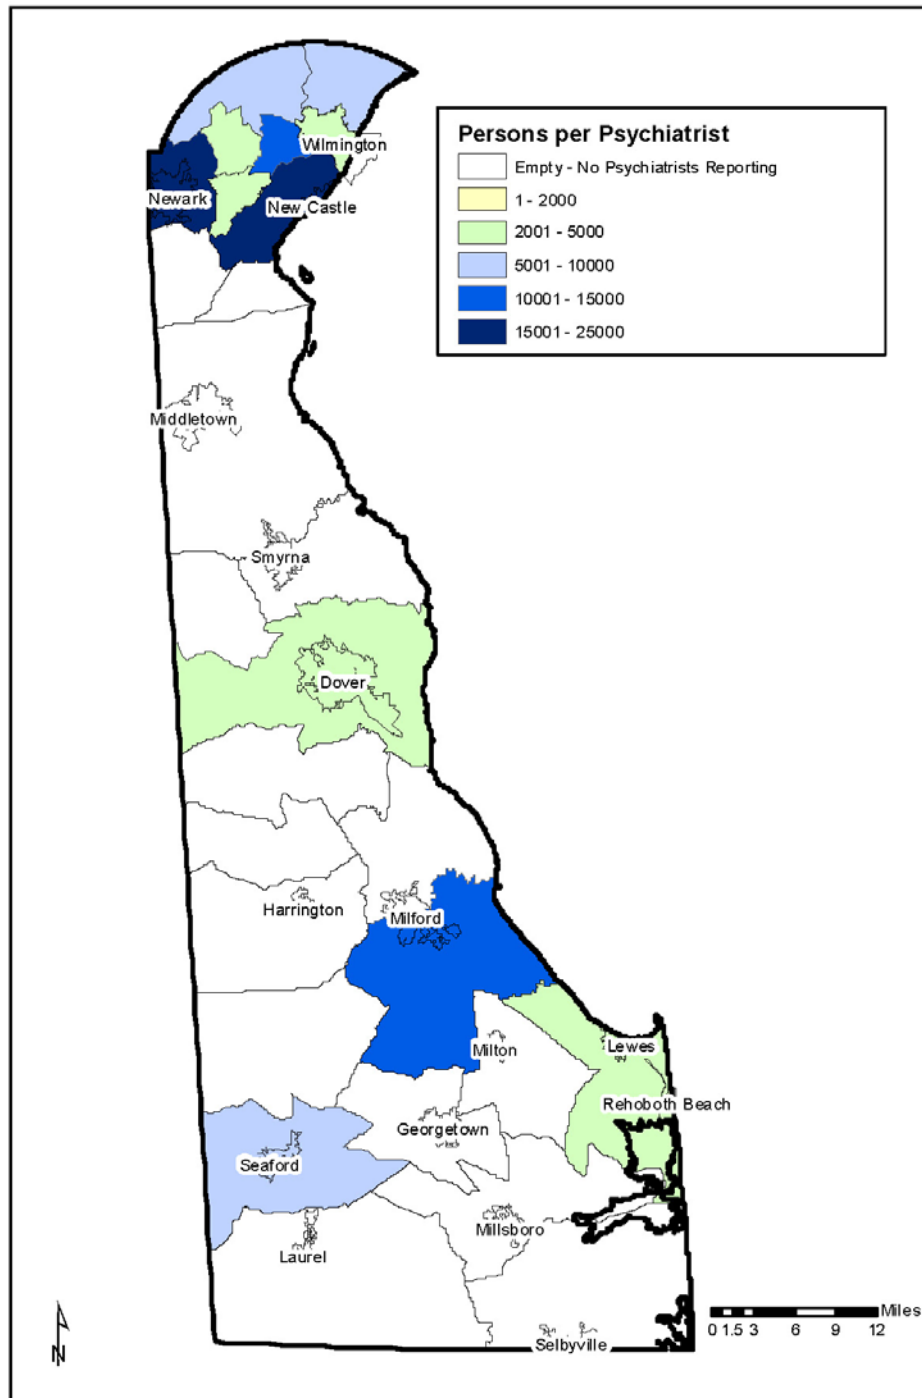 Persons per Psychiatrist
Empty - No Psychiatrists Reporting
1 - 2000
2001 - 5000
5001 - 10000
10001 - 15000
15001 - 25000
Wilmington
Newark
New Castle
Middletown
Smyrna
Dover
Harrington
Milford
Milton
Lewes
Rehoboth Beach
Georgetown
Seaford
Millsboro
Laurel
Selbyville
Miles
0 1.5 3 6 9 12
N